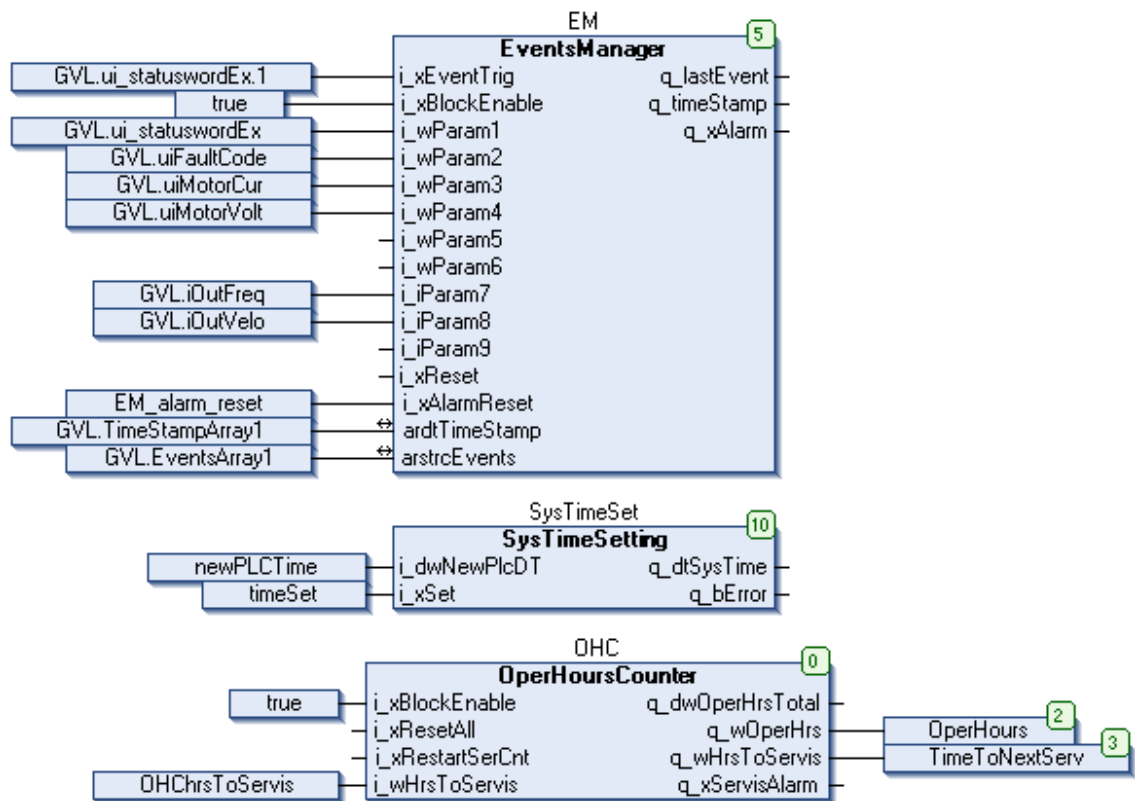 EM
5
EventsManager
GVL.ui_statuswordEx.1 i_xEventTrig q_lastEvent
true i_xBlockEnable q_timeStamp
GVL.ui_statuswordEx i_wParam1 q_xAlarm
GVL.uiFaultCode i_wParam2
GVL.uiMotorCur i_wParam3
GVL.uiMotorVolt i_wParam4
i_wParam5
i_wParam6
GVL.iOutFreq i_iParam7
GVL.iOutVelo i_iParam8
i_iParam9
i_xReset
EM_alarm_reset i_xAlarmReset
GVL.TimeStampArray1 ardtTimeStamp
GVL.EventsArray1 arstrcEvents
SysTimeSet
10
SysTimeSetting
newPLCTime i_dwNewPlcDT q_dtSysTime
timeSet i_xSet q_bError
OHC
0
OperHoursCounter
true i_xBlockEnable q_dwOperHrsTotal
i_xResetAll q_wOperHrs OperHours 2
i_xRestartSerCnt q_wHrsToServis TimeToNextServ 3
OHChrsToServis i_wHrsToServis q_xServisAlarm